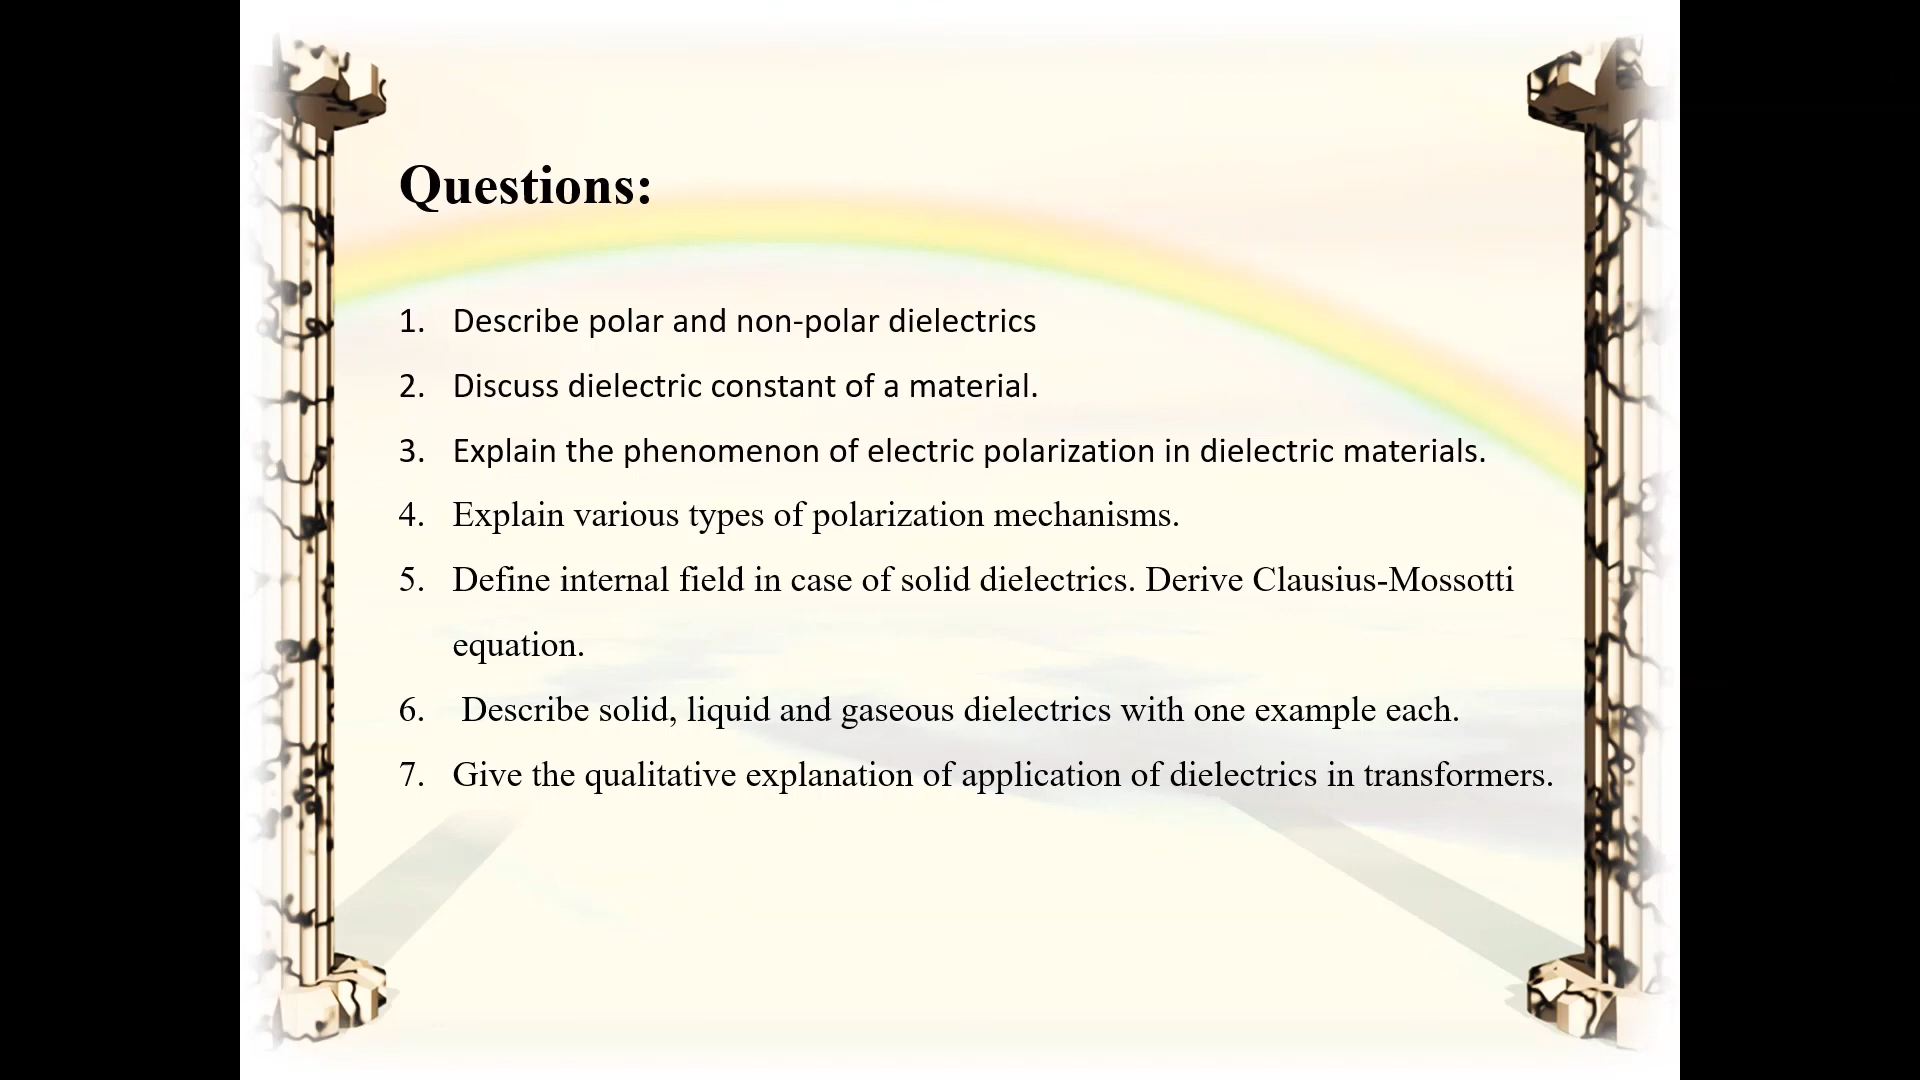 Questions:
1. Describe polar and non-polar dielectrics
2. Discuss dielectric constant of a material.
3. Explain the phenomenon of electric polarization in dielectric materials.
4. Explain various types of polarization mechanisms.
5. Define internal field in case of solid dielectrics. Derive Clausius-Mossotti
equation.
6. Describe solid, liquid and gaseous dielectrics with one example each.
7. Give the qualitative explanation of application of dielectrics in transformers.